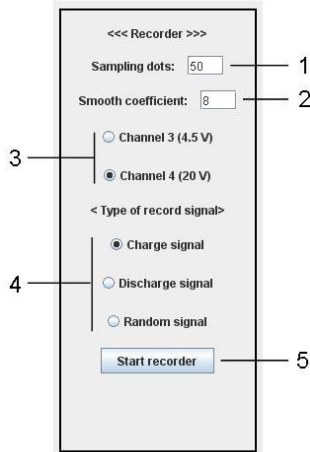 <<< Recorder >>>
Sampling dots: 50 1
Smooth coefficient: 8 2
Channel 3 (4.5 V)
3
Channel 4 (20 V)
< Type of record signal>
Charge signal
4 Discharge signal
Random signal
Start recorder 5